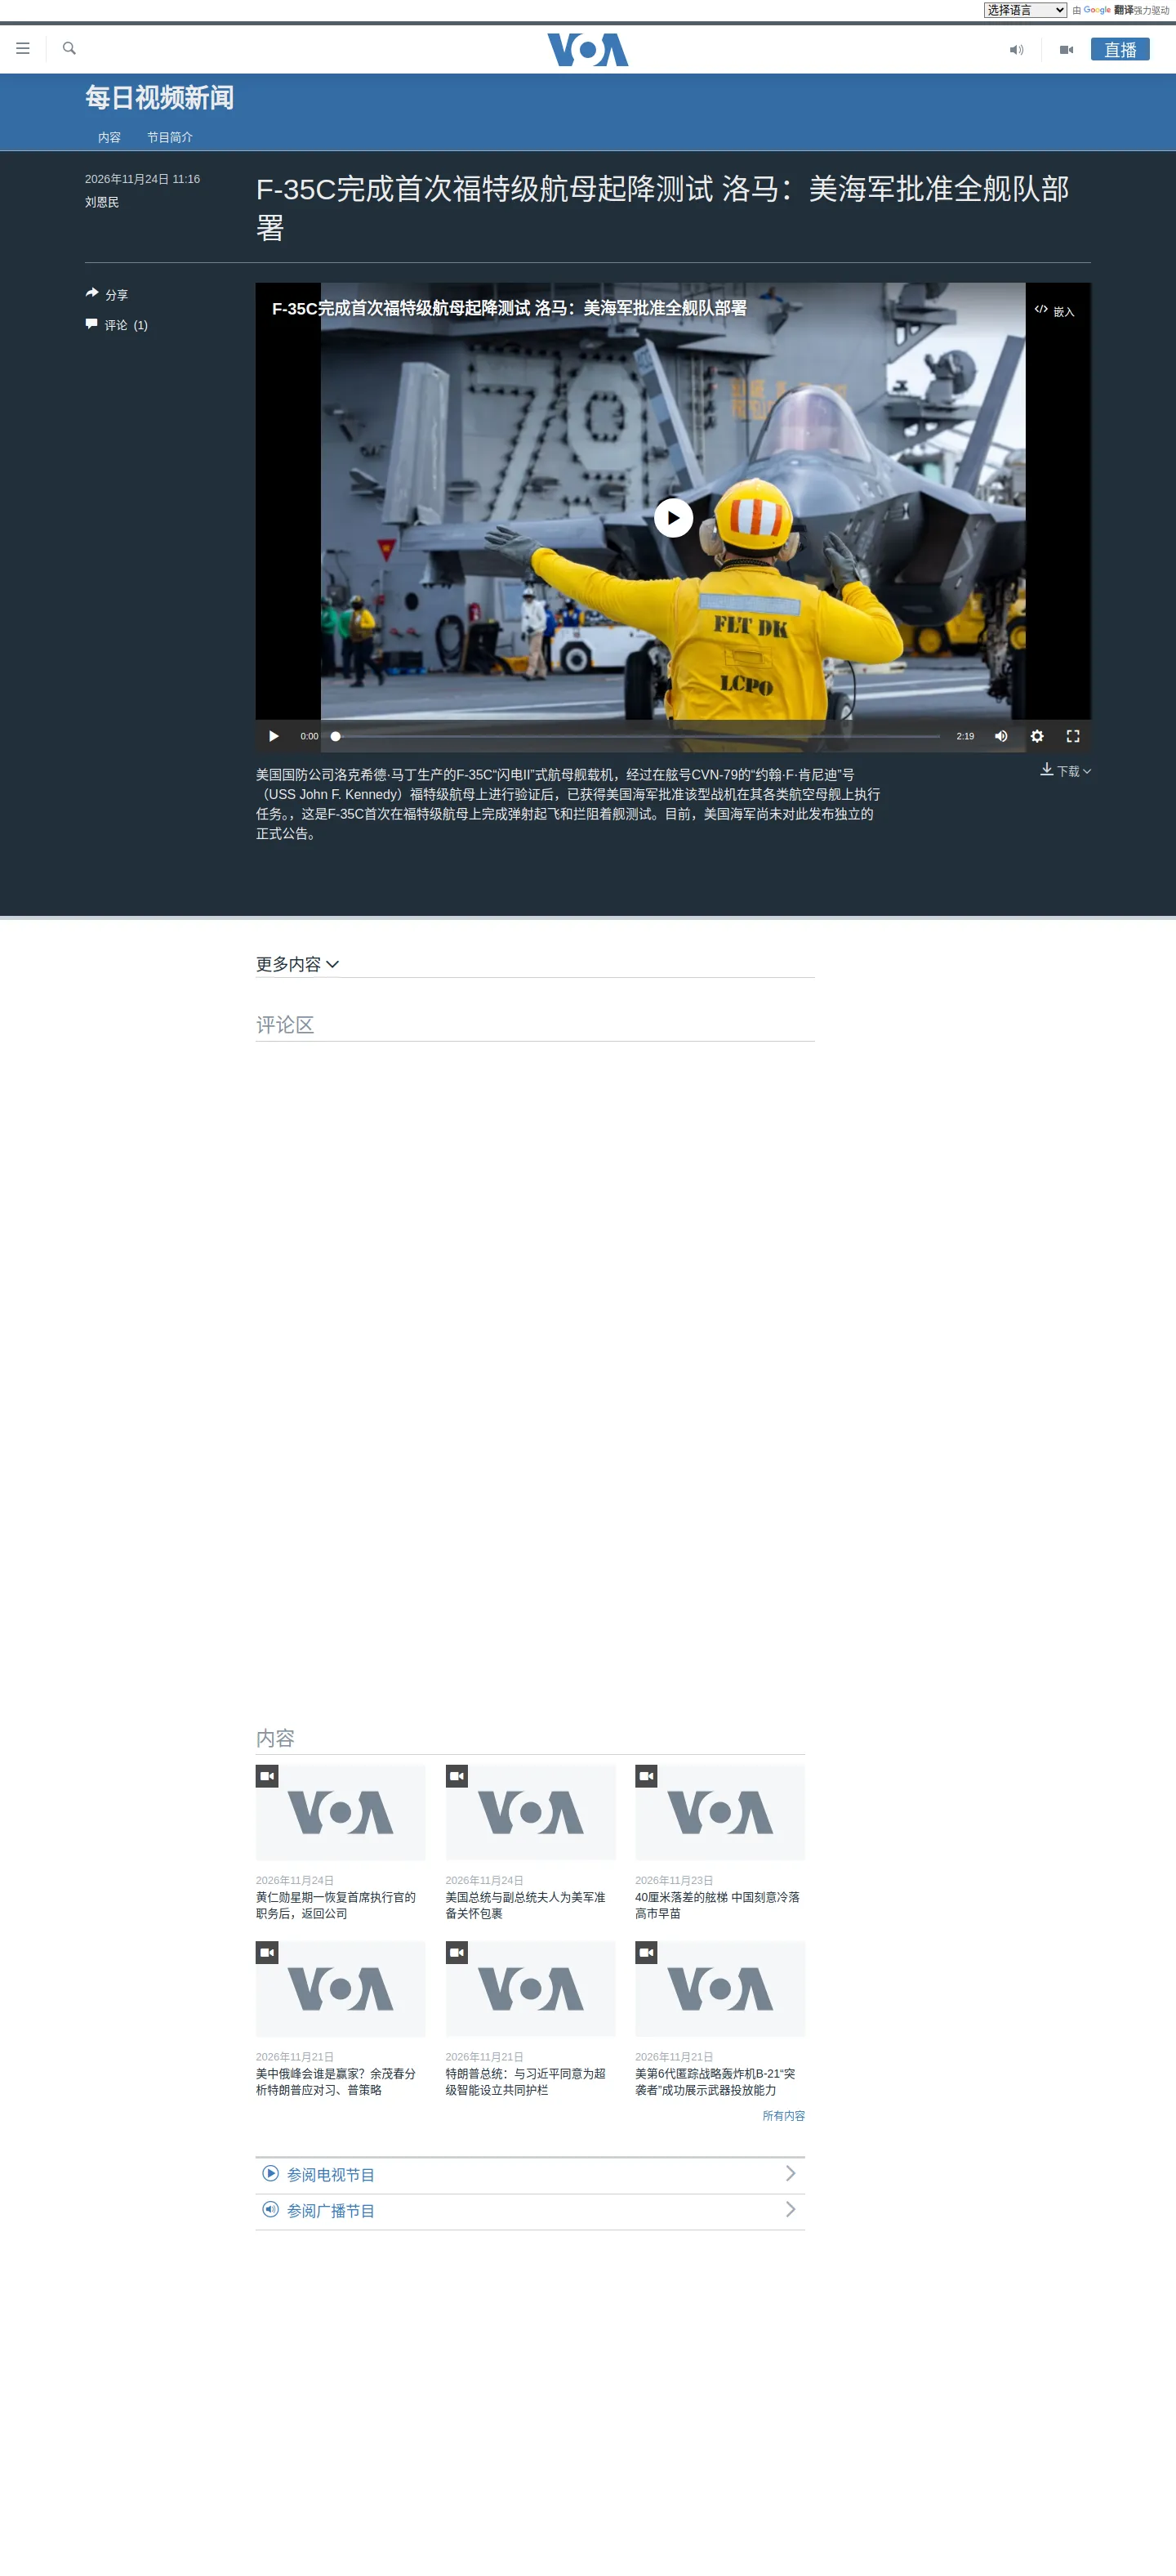 选择语言
由 Google 翻译强力驱动
VOA
直播
每日视频新闻
内容 节目简介
2026年11月24日 11:16
刘恩民
F-35C完成首次福特级航母起降测试 洛马：美海军批准全舰队部
署
分享
评论 (1)
F-35C完成首次福特级航母起降测试 洛马：美海军批准全舰队部署
嵌入
70
FLT DK
LCPO
0:00
2:19
下载
美国国防公司洛克希德·马丁生产的F-35C“闪电II”式航母舰载机，经过在舷号CVN-79的“约翰·F·肯尼迪”号
（USS John F. Kennedy）福特级航母上进行验证后，已获得美国海军批准该型战机在其各类航空母舰上执行
任务。，这是F-35C首次在福特级航母上完成弹射起飞和拦阻着舰测试。目前，美国海军尚未对此发布独立的
正式公告。
更多内容
评论区
内容
VOA
VOA
VOA
2026年11月24日
黄仁勋星期一恢复首席执行官的
职务后，返回公司
2026年11月24日
美国总统与副总统夫人为美军准
备关怀包裹
2026年11月23日
40厘米落差的舷梯 中国刻意冷落
高市早苗
VOA
VOA
VOA
2026年11月21日
美中俄峰会谁是赢家？余茂春分
析特朗普应对习、普策略
2026年11月21日
特朗普总统：与习近平同意为超
级智能设立共同护栏
2026年11月21日
美第6代匿踪战略轰炸机B-21“突
袭者”成功展示武器投放能力
所有内容
参阅电视节目
参阅广播节目